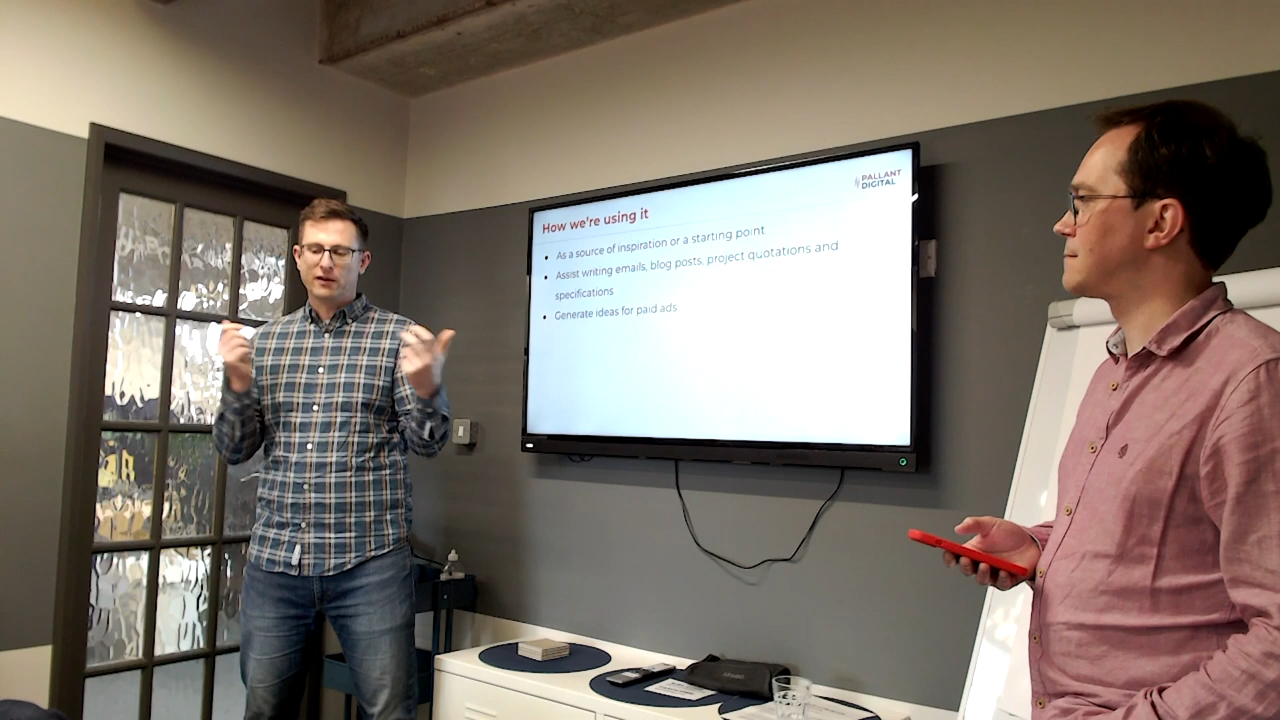 PALLANT
DIGITAL
How we're using it
As a source of inspiration or a starting point
Assist writing emails, blog posts, project quotations and
specifications
Generate ideas for paid ads